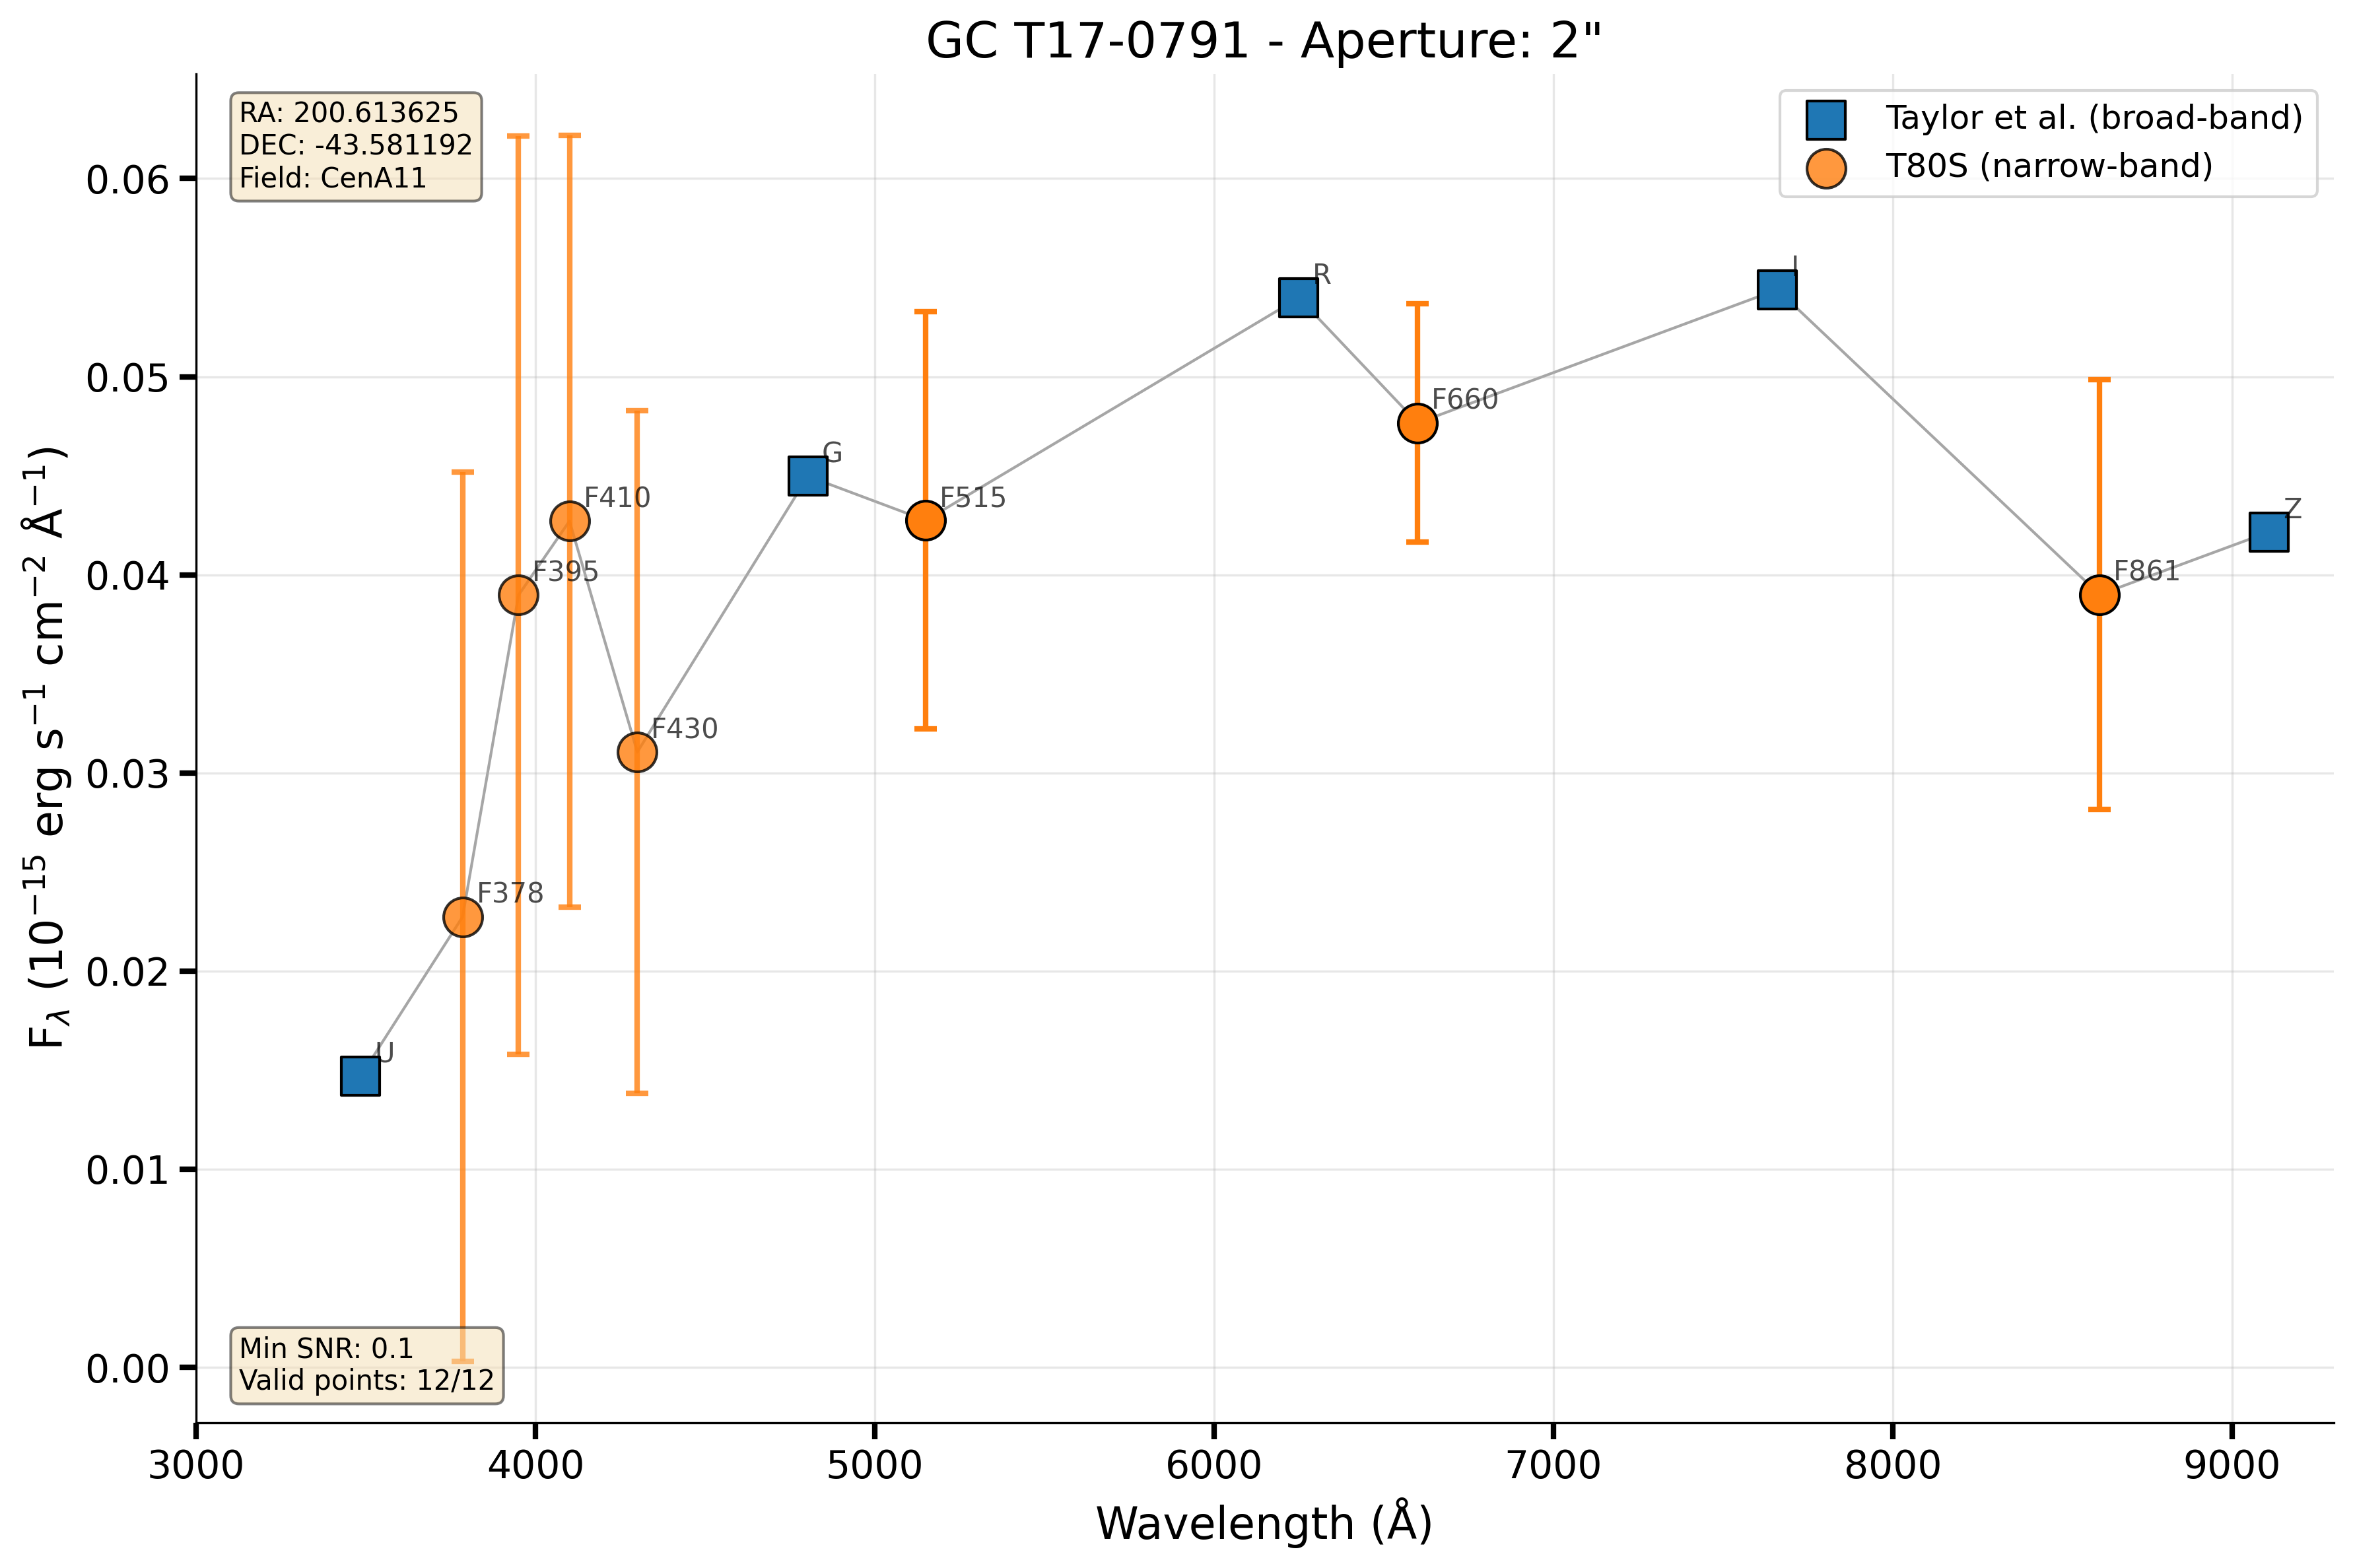 GC T17-0791 - Aperture: 2"
RA: 200.613625
DEC: -43.581192
Field: CenA11
Taylor et al. (broad-band)
T80S (narrow-band)
F$_{\lambda}$ (10$^{-15}$ erg s$^{-1}$ cm$^{-2}$ Å$^{-1}$)
0.06
0.05
0.04
0.03
0.02
0.01
0.00
U
F378
F395
F410
F430
G
F515
R
F660
I
F861
Z
Min SNR: 0.1
Valid points: 12/12
3000 4000 5000 6000 7000 8000 9000
Wavelength (Å)